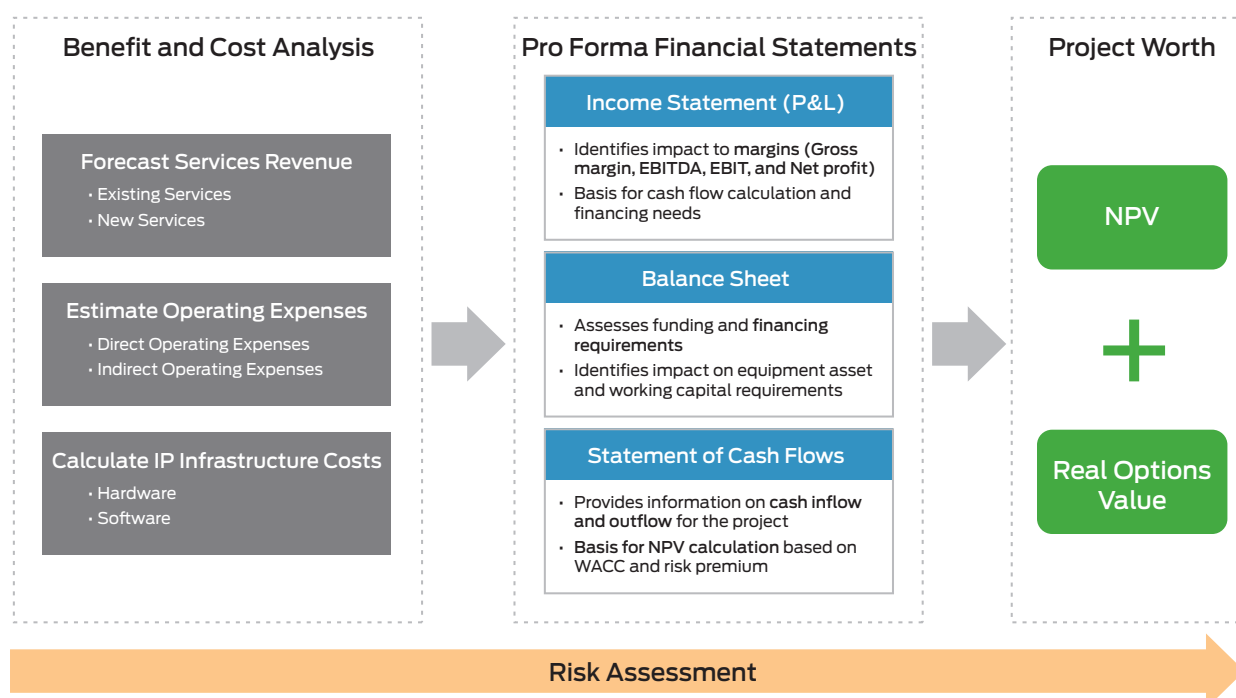 Benefit and Cost Analysis
Forecast Services Revenue
· Existing Services
· New Services
Estimate Operating Expenses
· Direct Operating Expenses
· Indirect Operating Expenses
Calculate IP Infrastructure Costs
· Hardware
· Software
Pro Forma Financial Statements
Income Statement (P&L)
· Identifies impact to margins (Gross
margin, EBITDA, EBIT, and Net profit)
· Basis for cash flow calculation and
financing needs
Balance Sheet
· Assesses funding and financing
requirements
· Identifies impact on equipment asset
and working capital requirements
Statement of Cash Flows
· Provides information on cash inflow
and outflow for the project
· Basis for NPV calculation based on
WACC and risk premium
Project Worth
NPV
+
Real Options
Value
Risk Assessment